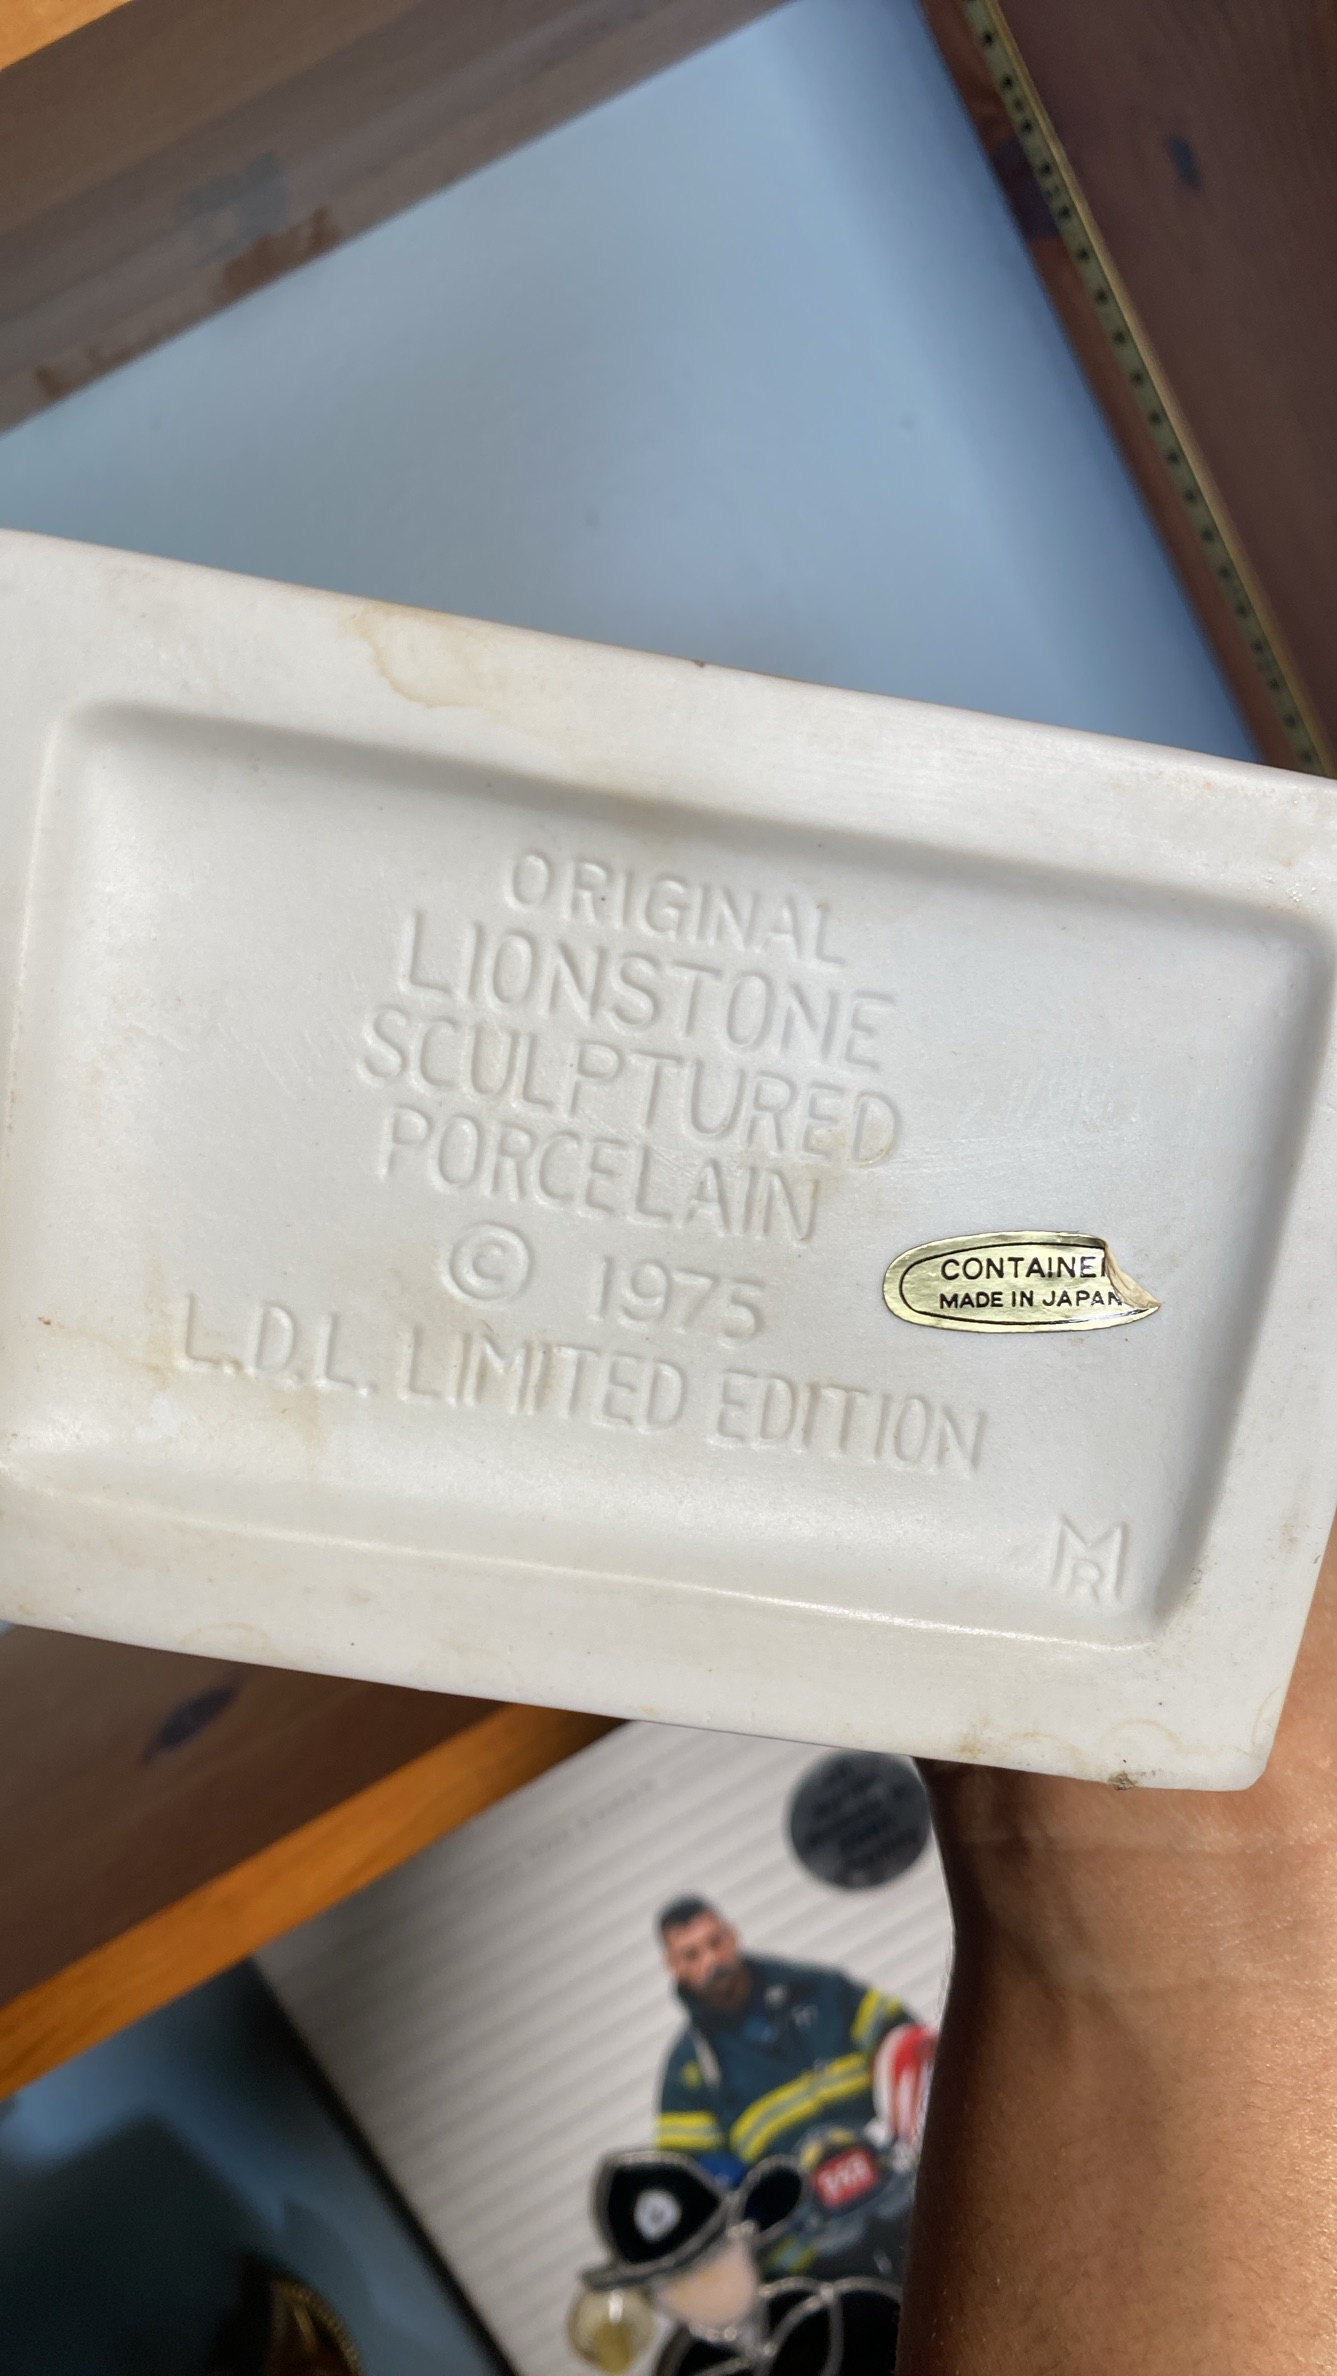 ORIGINAL
LIONSTONE
SCULPTURED
PORCELAIN
© 1975
L.D.L. LIMITED EDITION
CONTAINE
MADE IN JAPAN
MR